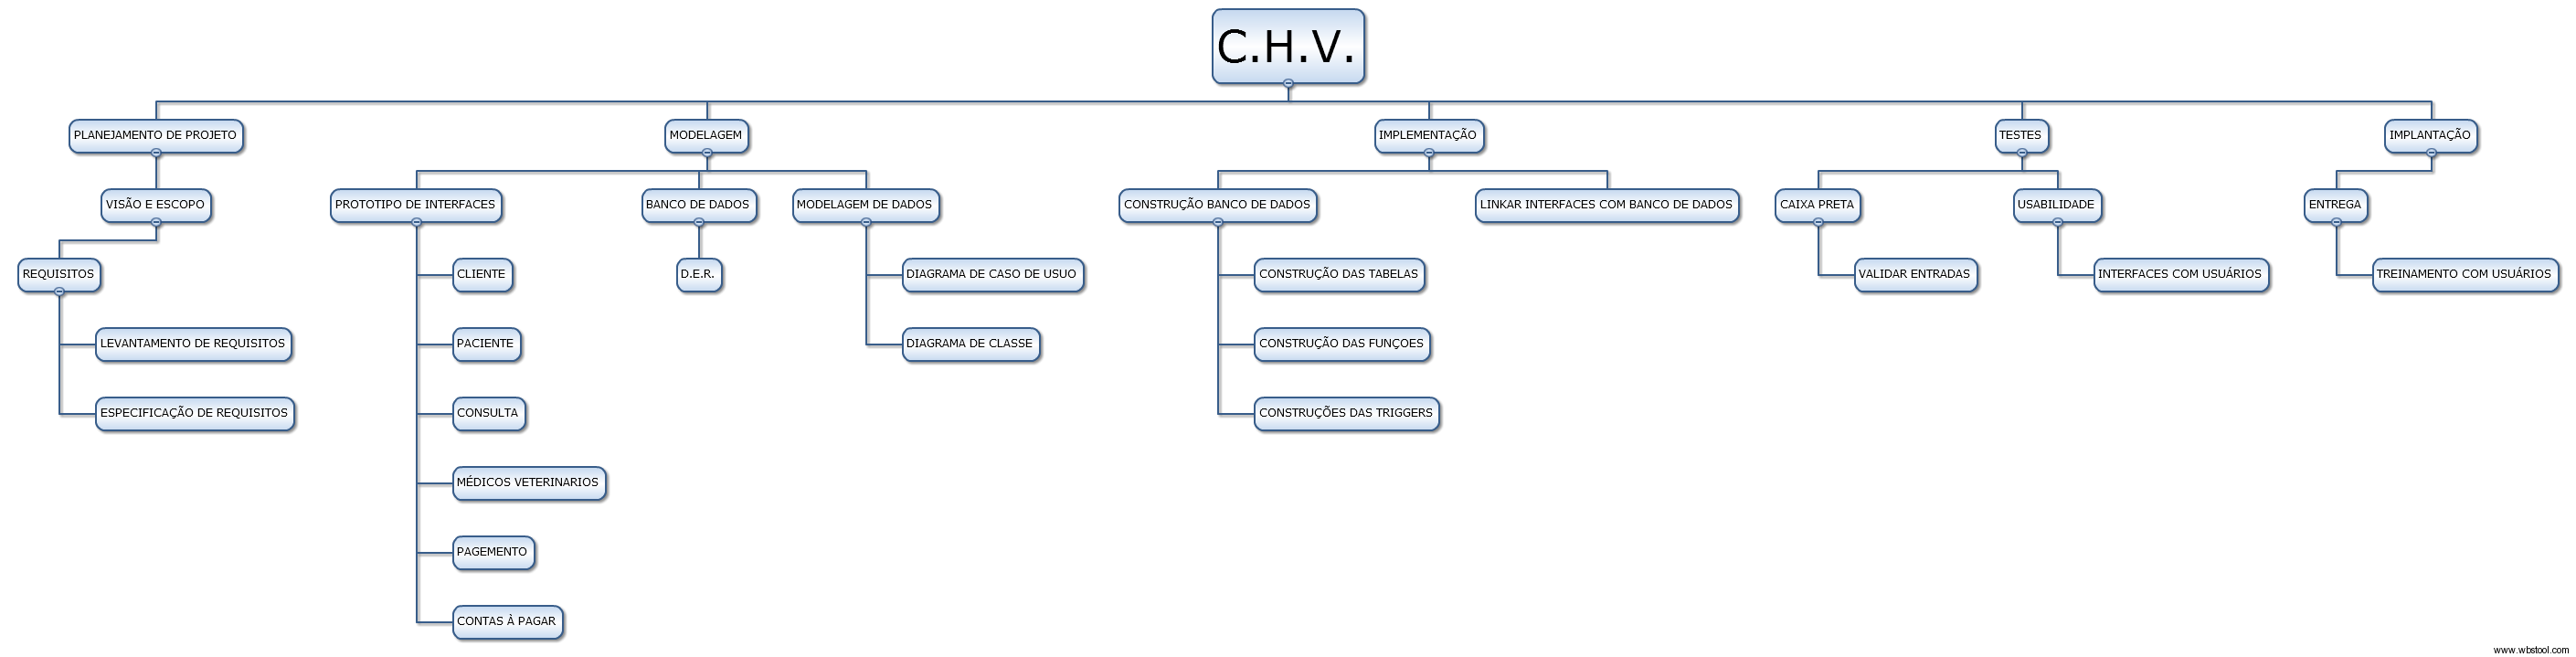 C.H.V.
PLANEJAMENTO DE PROJETO
MODELAGEM
IMPLEMENTAÇÃO
TESTES
IMPLANTAÇÃO
VISÃO E ESCOPO
PROTOTIPO DE INTERFACES
BANCO DE DADOS
MODELAGEM DE DADOS
CONSTRUÇÃO BANCO DE DADOS
LINKAR INTERFACES COM BANCO DE DADOS
CAIXA PRETA
USABILIDADE
ENTREGA
REQUISITOS
CLIENTE
D.E.R.
DIAGRAMA DE CASO DE USUO
CONSTRUÇÃO DAS TABELAS
VALIDAR ENTRADAS
INTERFACES COM USUÁRIOS
TREINAMENTO COM USUÁRIOS
LEVANTAMENTO DE REQUISITOS
PACIENTE
DIAGRAMA DE CLASSE
CONSTRUÇÃO DAS FUNÇOES
ESPECIFICAÇÃO DE REQUISITOS
CONSULTA
CONSTRUÇÕES DAS TRIGGERS
MÉDICOS VETERINARIOS
PAGEMENTO
CONTAS À PAGAR
www.wbstool.com